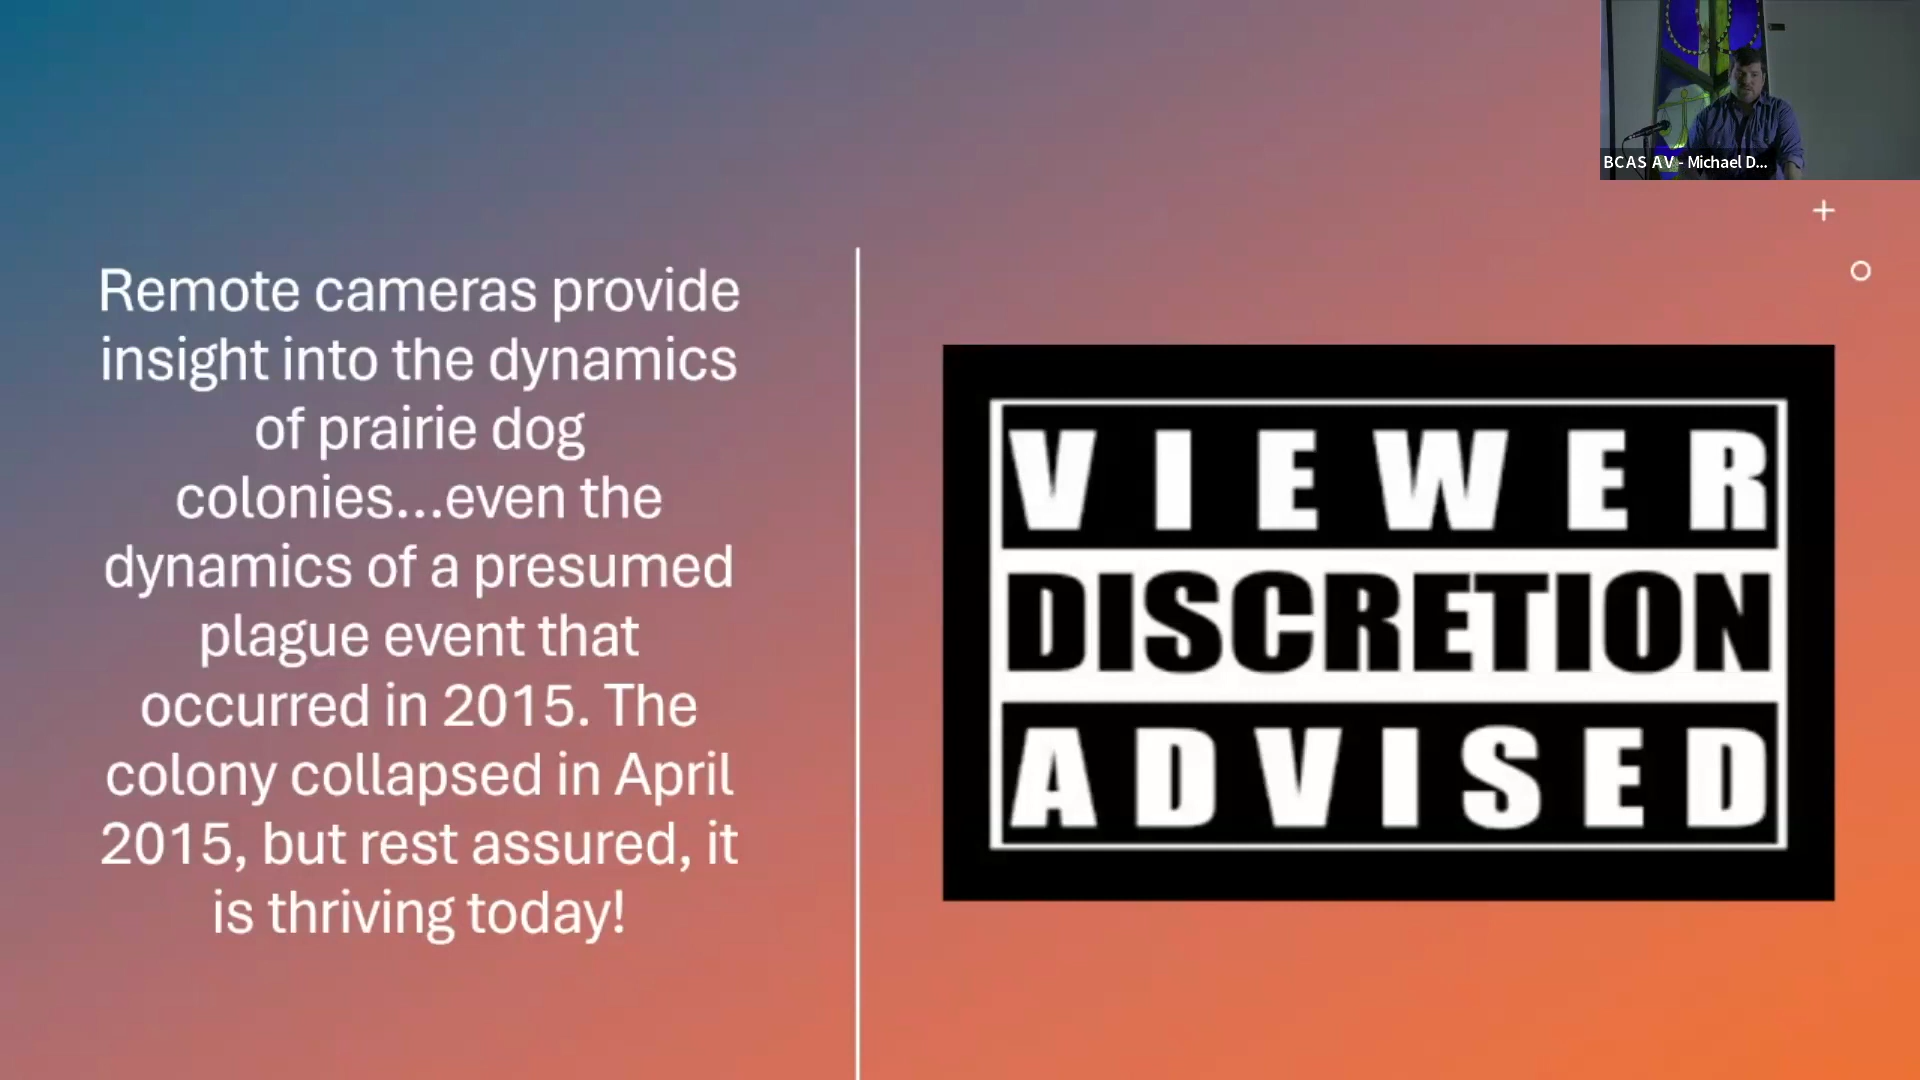 BCAS AV - Michael D...
Remote cameras provide
insight into the dynamics
of prairie dog
colonies...even the
dynamics of a presumed
plague event that
occurred in 2015. The
colony collapsed in April
2015, but rest assured, it
is thriving today!
VIEWER
DISCRETION
ADVISED